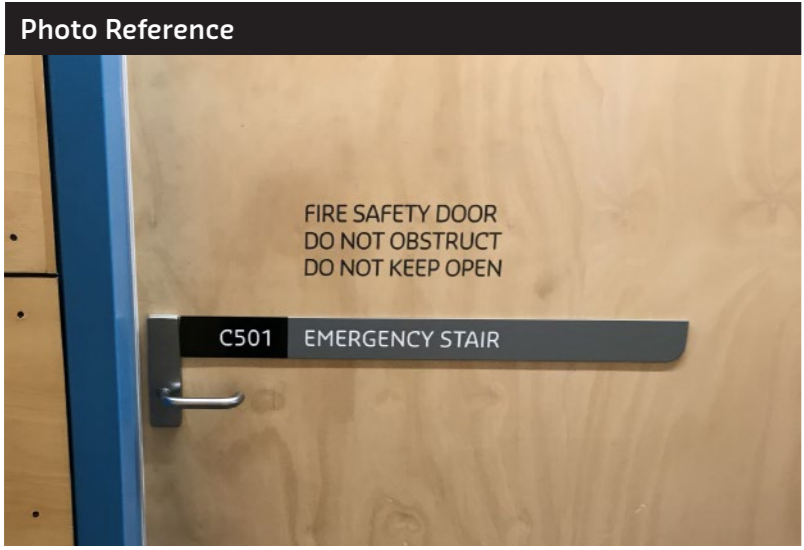 Photo Reference
FIRE SAFETY DOOR
DO NOT OBSTRUCT
DO NOT KEEP OPEN
C501 EMERGENCY STAIR